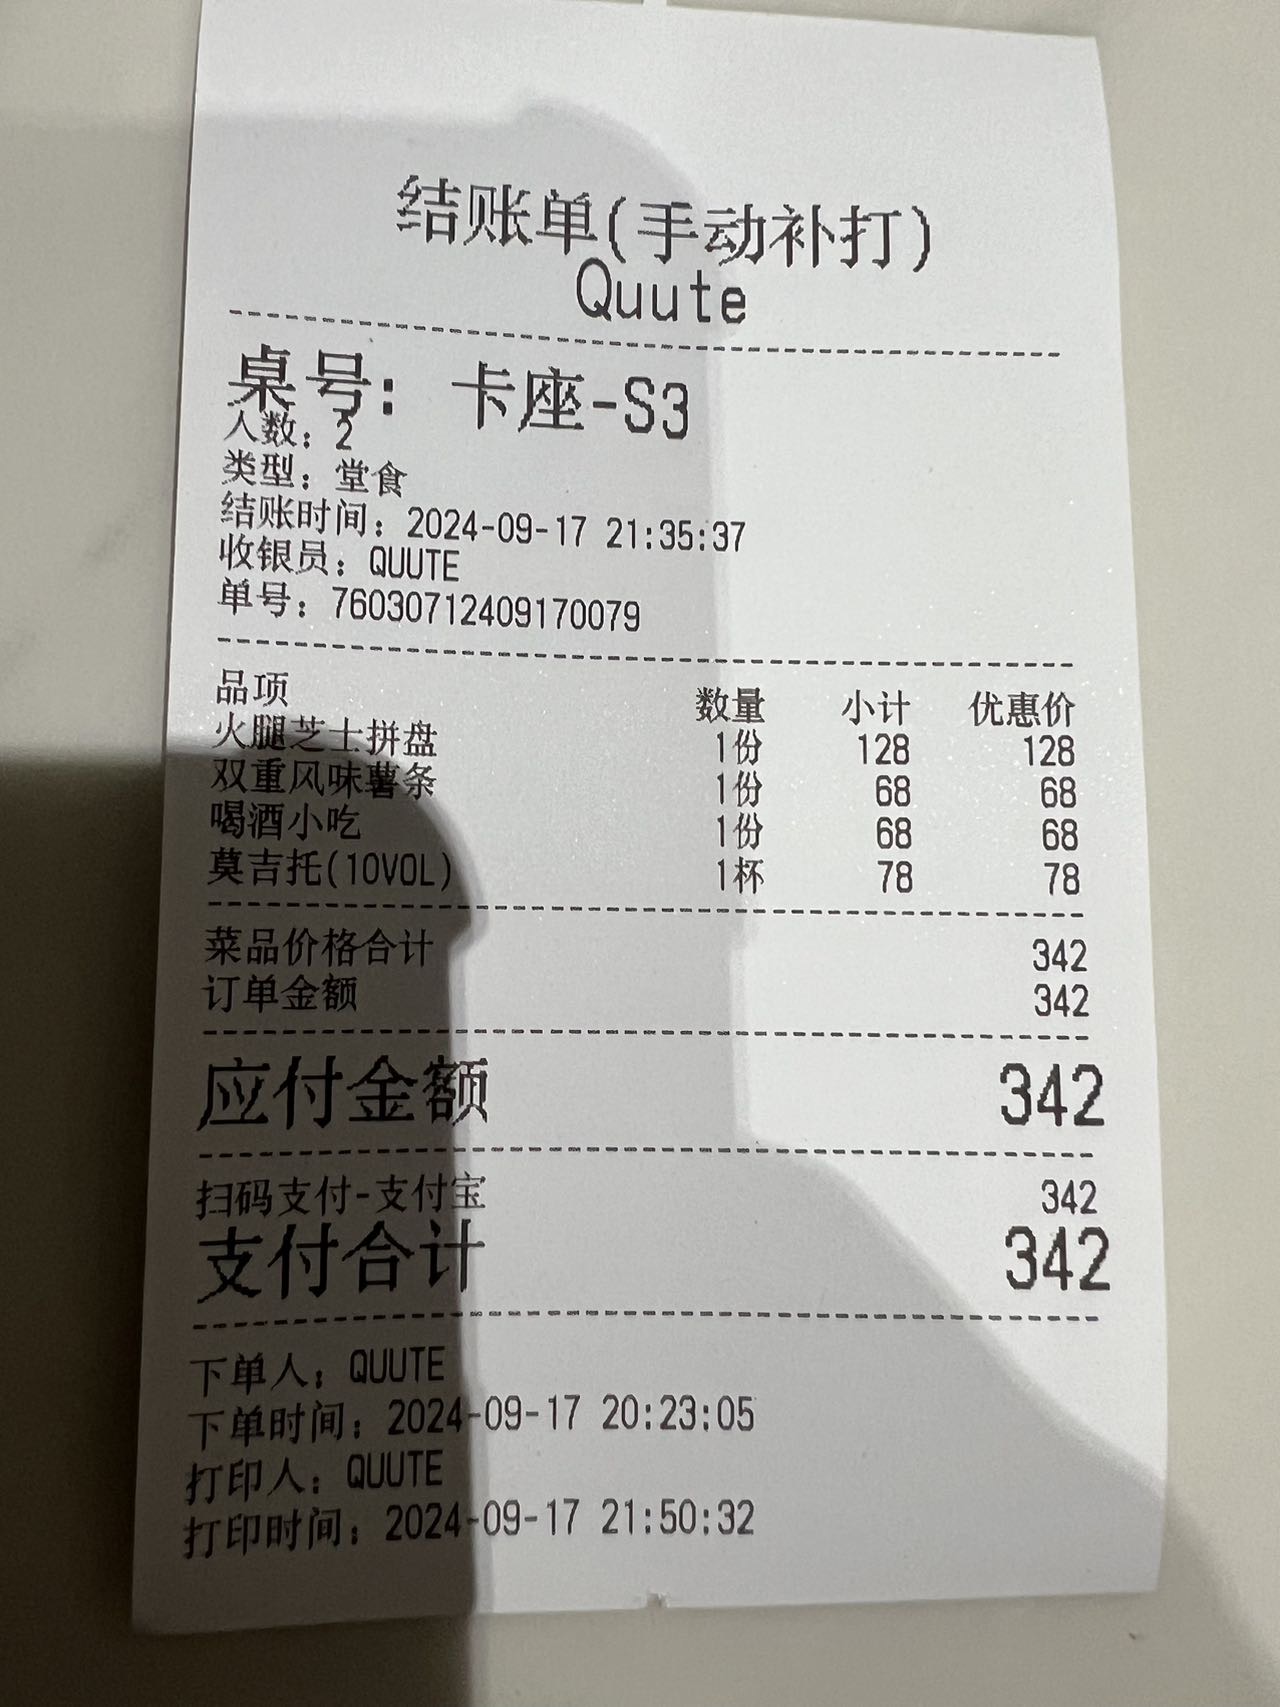 结账单(手动补打)
Quute
桌号: 卡座-S3
人数: 2
类型: 堂食
结账时间: 2024-09-17 21:35:37
收银员: QUUTE
单号: 76030712409170079
品项 数量 小计 优惠价
火腿芝士拼盘 1份 128 128
双重风味薯条 1份 68 68
喝酒小吃 1份 68 68
莫吉托(10VOL) 1杯 78 78
菜品价格合计 342
订单金额 342
应付金额 342
扫码支付-支付宝 342
支付合计 342
下单人: QUUTE
下单时间: 2024-09-17 20:23:05
打印人: QUUTE
打印时间: 2024-09-17 21:50:32